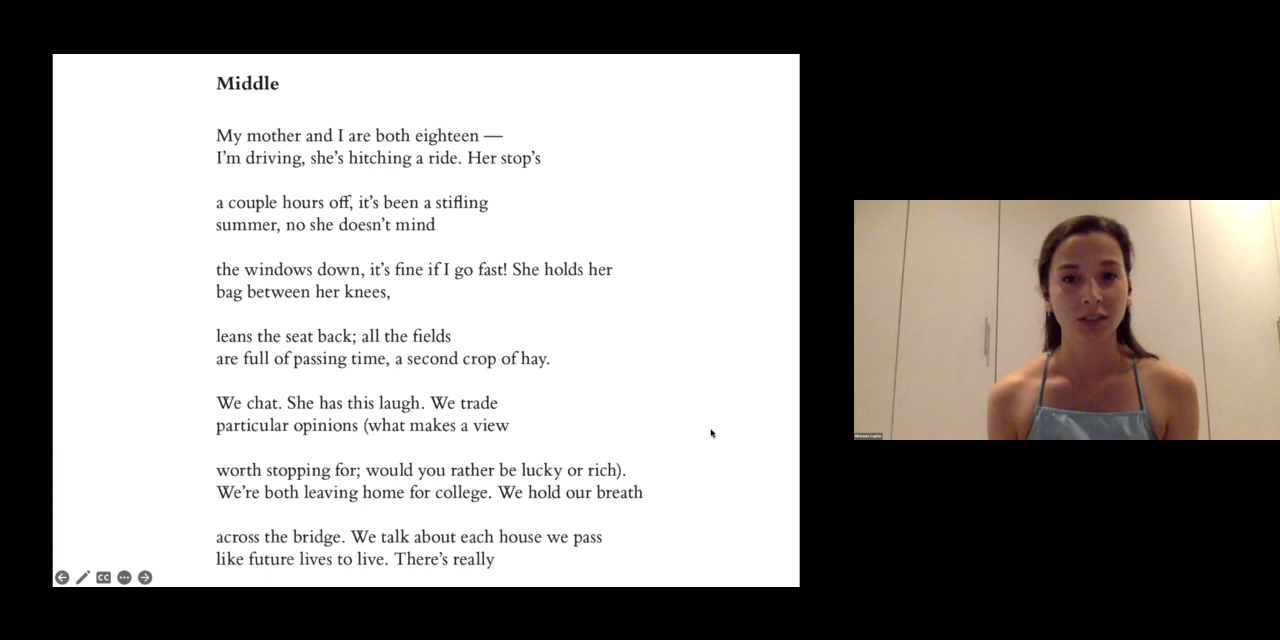 Middle
My mother and I are both eighteen —
I'm driving, she's hitching a ride. Her stop's
a couple hours off, it's been a stifling
summer, no she doesn't mind
the windows down, it's fine if I go fast! She holds her
bag between her knees,
leans the seat back; all the fields
are full of passing time, a second crop of hay.
We chat. She has this laugh. We trade
particular opinions (what makes a view
worth stopping for; would you rather be lucky or rich).
We're both leaving home for college. We hold our breath
across the bridge. We talk about each house we pass
like future lives to live. There's really
CC